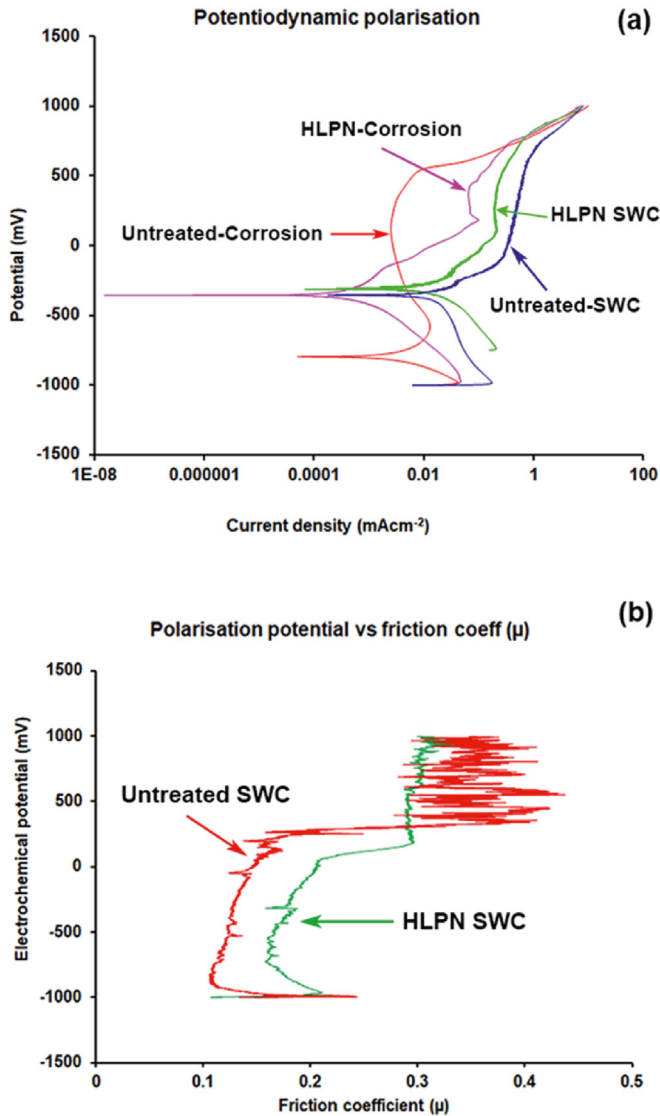 Potentiodynamic polarisation
(a)
1500
1000
500
0
-500
-1000
-1500
Potential (mV)
HLPN-Corrosion
Untreated-Corrosion
HLPN SWC
Untreated-SWC
1E-08 0.000001 0.0001 0.01 1 100
Current density (mAcm-2)
(b)
Polarisation potential vs friction coeff (μ)
1500
1000
500
0
-500
-1000
-1500
Electrochemical potential (mV)
Untreated SWC
HLPN SWC
0 0.1 0.2 0.3 0.4 0.5
Friction coefficient (μ)